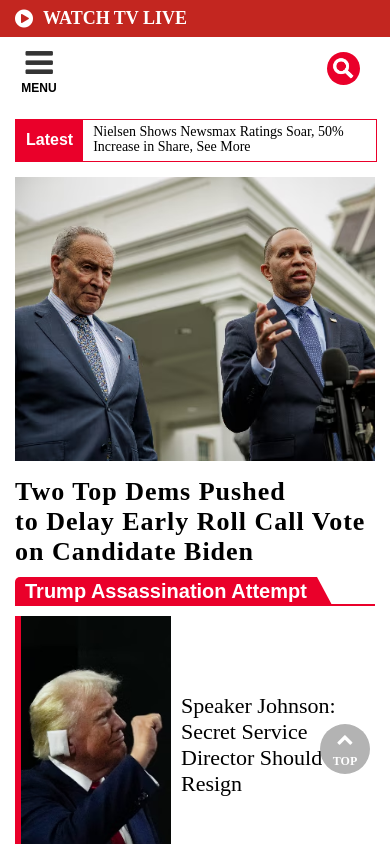 WATCH TV LIVE
MENU
Latest
Nielsen Shows Newsmax Ratings Soar, 50%
Increase in Share, See More
Two Top Dems Pushed
to Delay Early Roll Call Vote
on Candidate Biden
Trump Assassination Attempt
Speaker Johnson:
Secret Service
Director Should
Resign
TOP